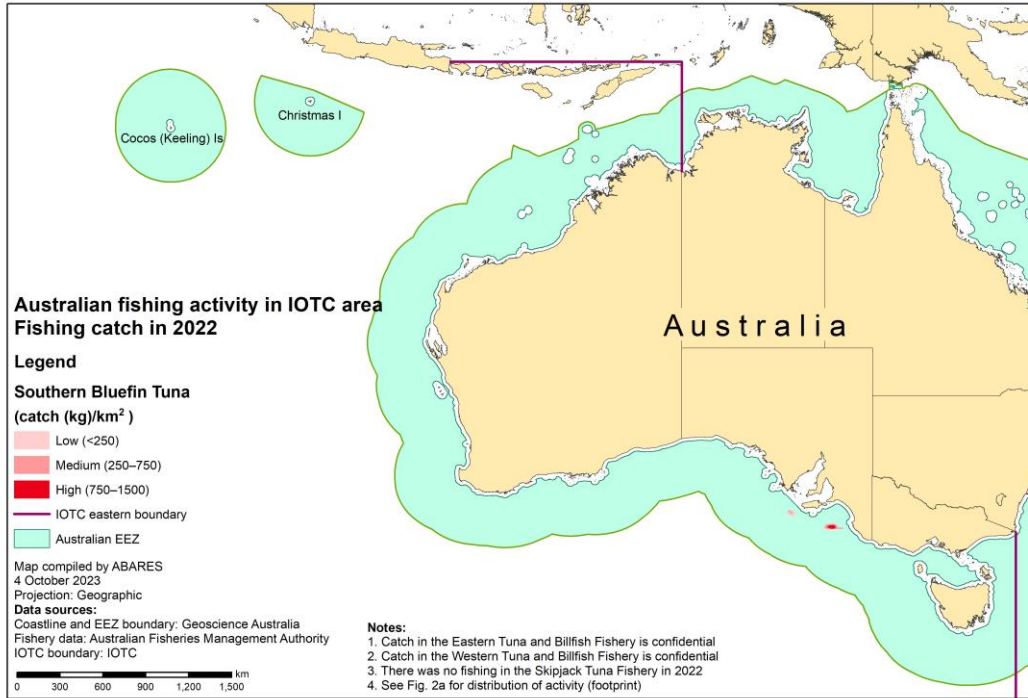 Cocos (Keeling) Is
Christmas I
Australia
Australian fishing activity in IOTC area
Fishing catch in 2022
Legend
Southern Bluefin Tuna
(catch (kg)/km²)
Low (<250)
Medium (250–750)
High (750–1500)
IOTC eastern boundary
Australian EEZ
Map compiled by ABARES
4 October 2023
Projection: Geographic
Data sources:
Coastline and EEZ boundary: Geoscience Australia
Fishery data: Australian Fisheries Management Authority
IOTC boundary: IOTC
km
0 300 600 900 1,200 1,500
Notes:
1. Catch in the Eastern Tuna and Billfish Fishery is confidential
2. Catch in the Western Tuna and Billfish Fishery is confidential
3. There was no fishing in the Skipjack Tuna Fishery in 2022
4. See Fig. 2a for distribution of activity (footprint)